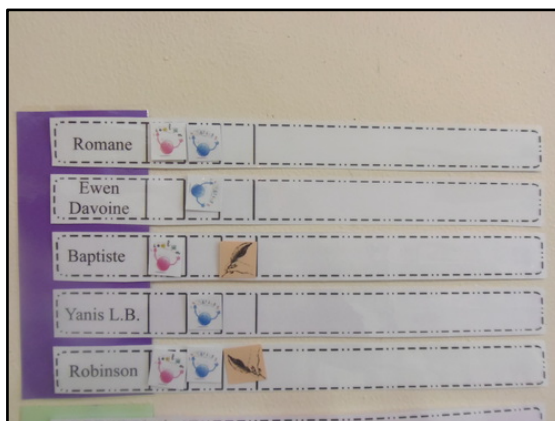 Romane
Ewen
Davoine
Baptiste
Yanis L.B.
Robinson